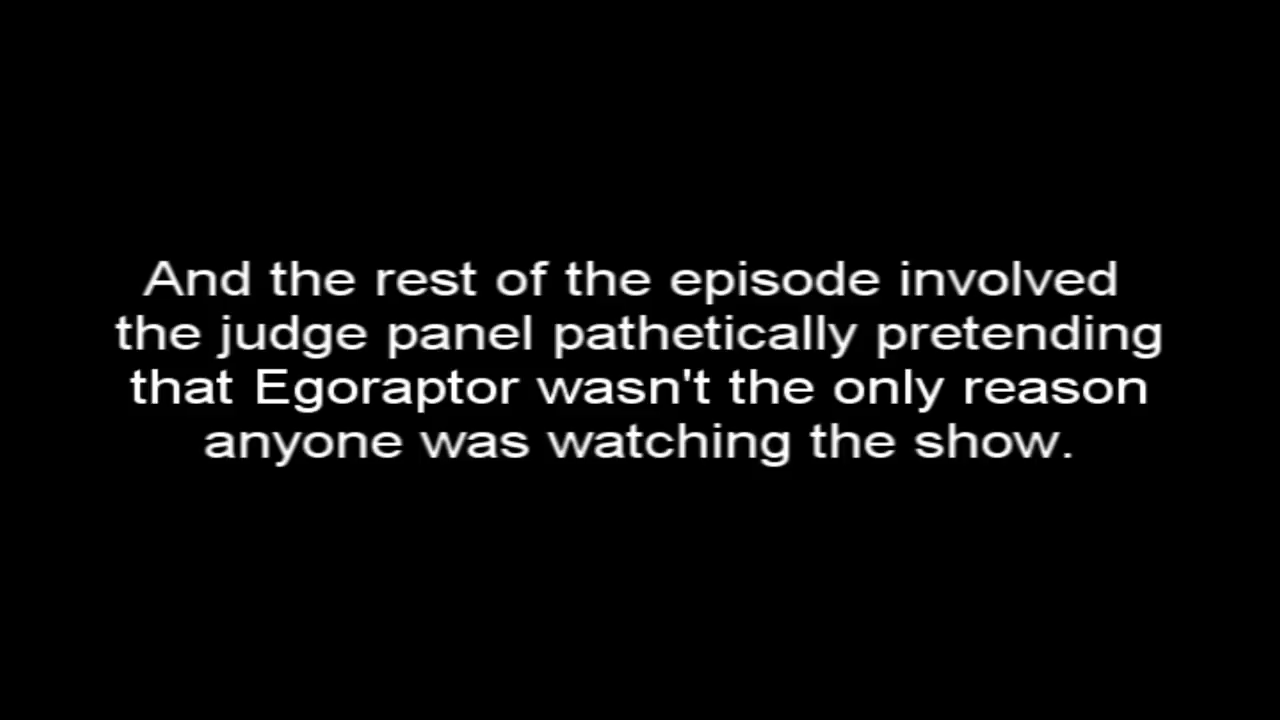 And the rest of the episode involved
the judge panel pathetically pretending
that Egoraptor wasn't the only reason
anyone was watching the show.